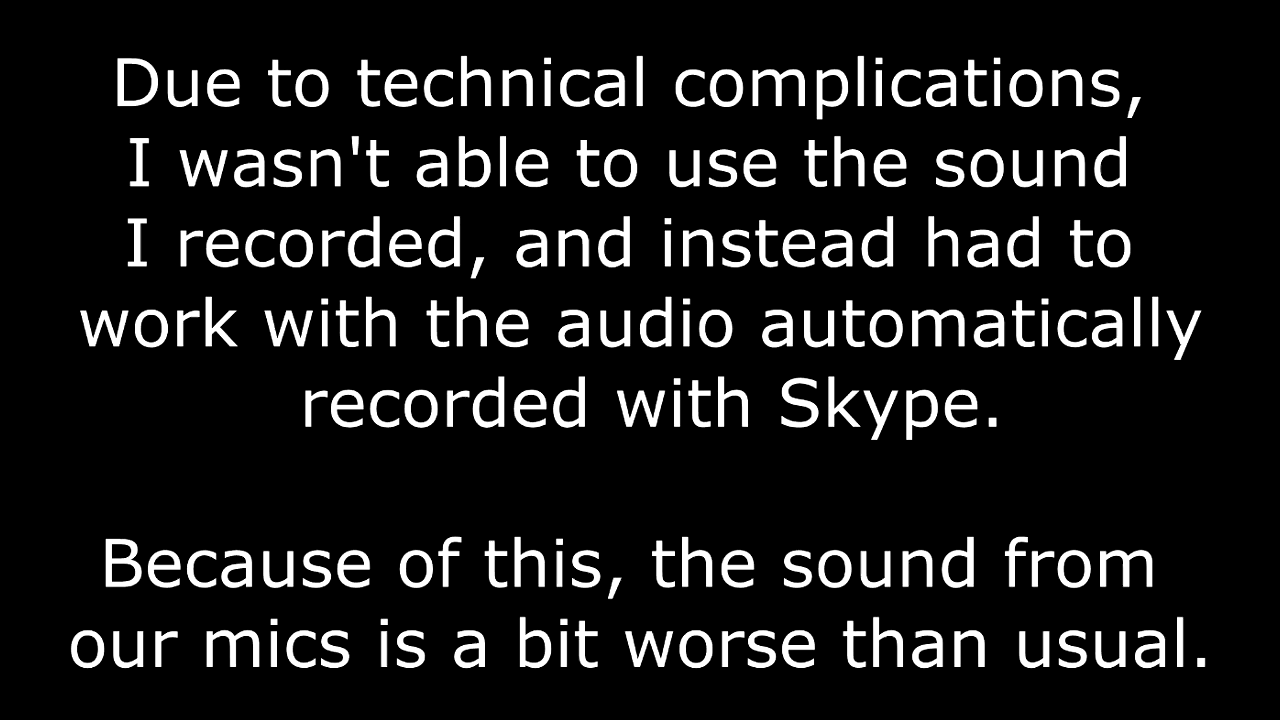 Due to technical complications,
I wasn't able to use the sound
I recorded, and instead had to
work with the audio automatically
recorded with Skype.
Because of this, the sound from
our mics is a bit worse than usual.